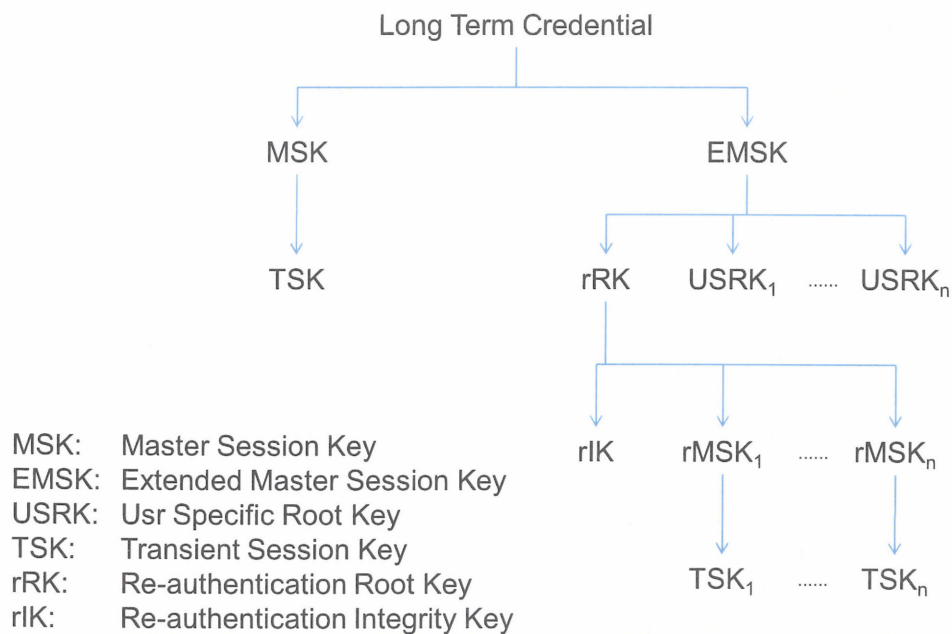 Long Term Credential
MSK EMSK
TSK rRK USRK₁ ...... USRKₙ
rIK rMSK₁ ...... rMSKₙ
TSK₁ ...... TSKₙ
MSK: Master Session Key
EMSK: Extended Master Session Key
USRK: Usr Specific Root Key
TSK: Transient Session Key
rRK: Re-authentication Root Key
rIK: Re-authentication Integrity Key